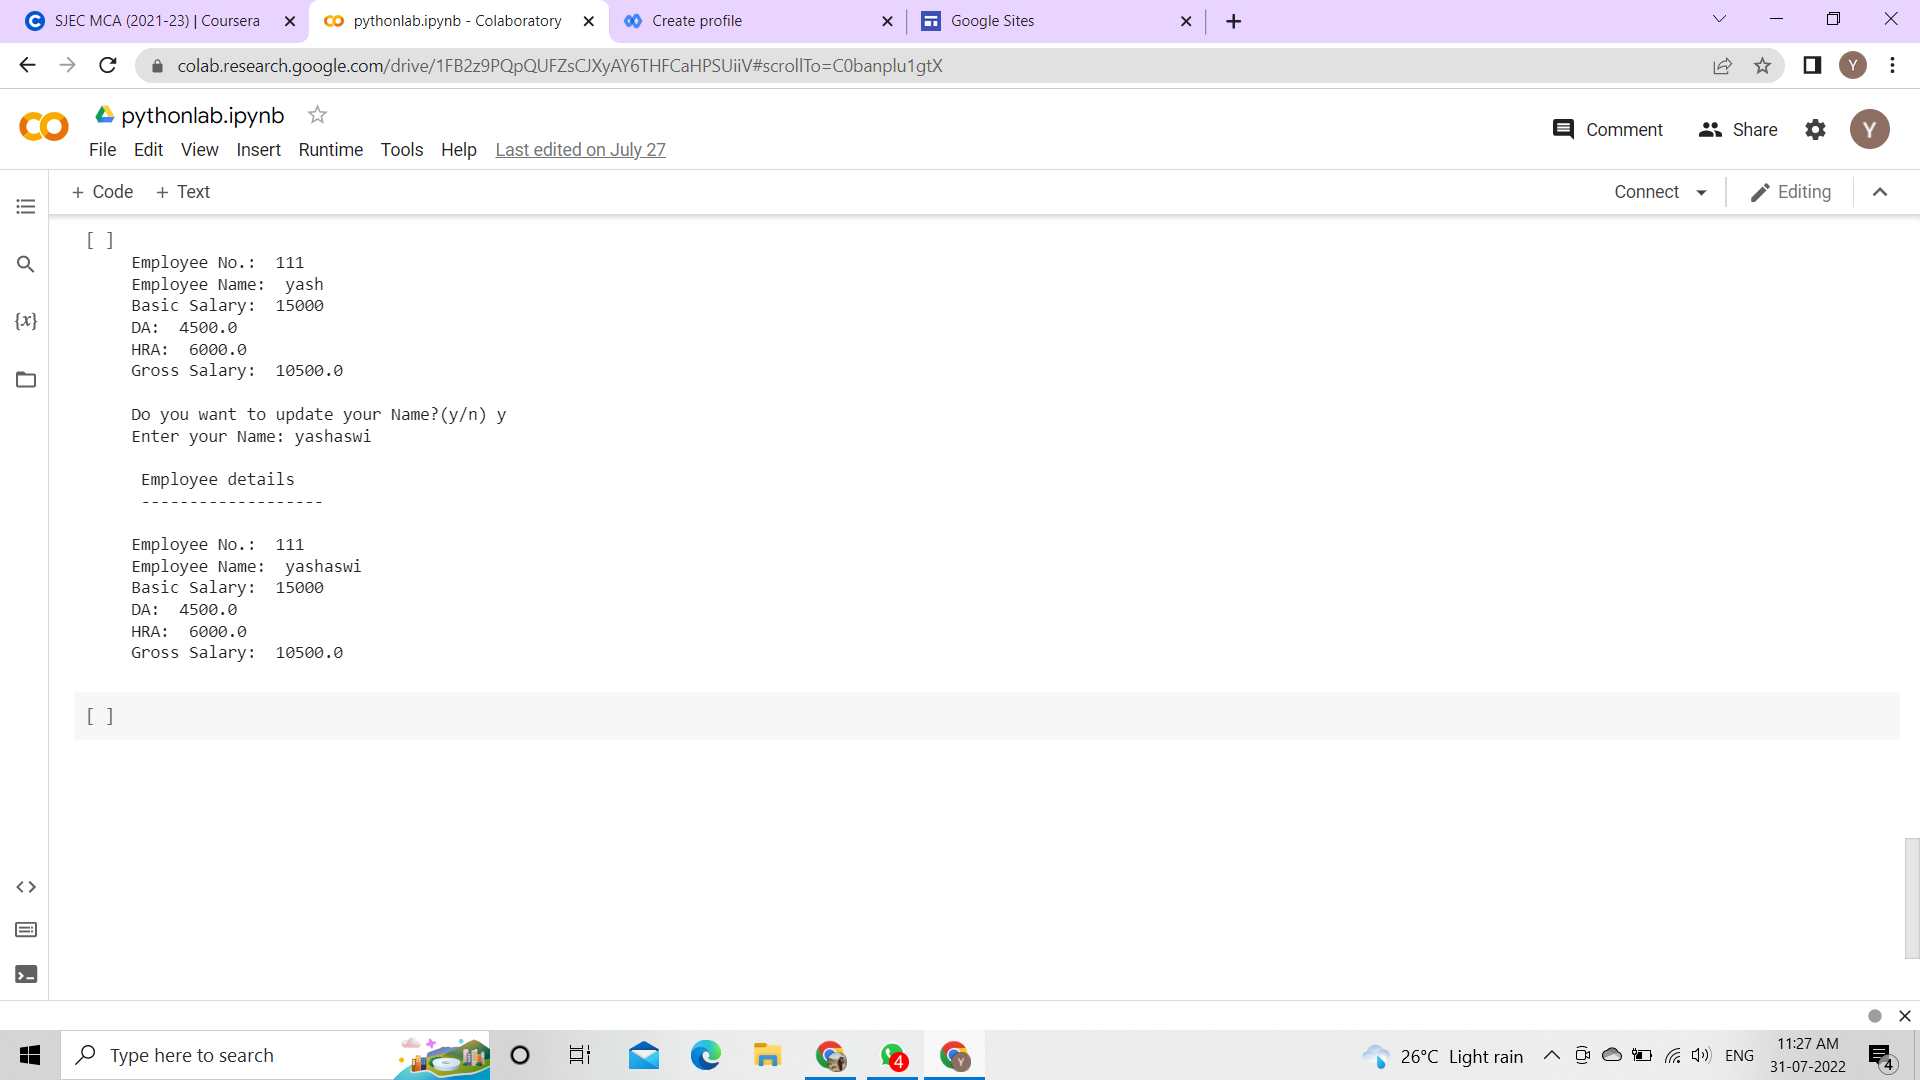 SJEC MCA (2021-23) | Coursera
pythonlab.ipynb - Colaboratory
Create profile
Google Sites
colab.research.google.com/drive/1FB2z9PQpQUFZsCJXyAY6THFCaHPSUiiV#scrollTo=C0banplu1gtX
Y
pythonlab.ipynb
Comment
Share
Y
File Edit View Insert Runtime Tools Help Last edited on July 27
+ Code + Text
Connect
Editing
[ ]
{x}
Employee No.: 111
Employee Name: yash
Basic Salary: 15000
DA: 4500.0
HRA: 6000.0
Gross Salary: 10500.0
Do you want to update your Name?(y/n) y
Enter your Name: yashaswi
Employee details
-------------------
Employee No.: 111
Employee Name: yashaswi
Basic Salary: 15000
DA: 4500.0
HRA: 6000.0
Gross Salary: 10500.0
[ ]
Type here to search
4
Y
26°C Light rain
ENG
11:27 AM
31-07-2022
4